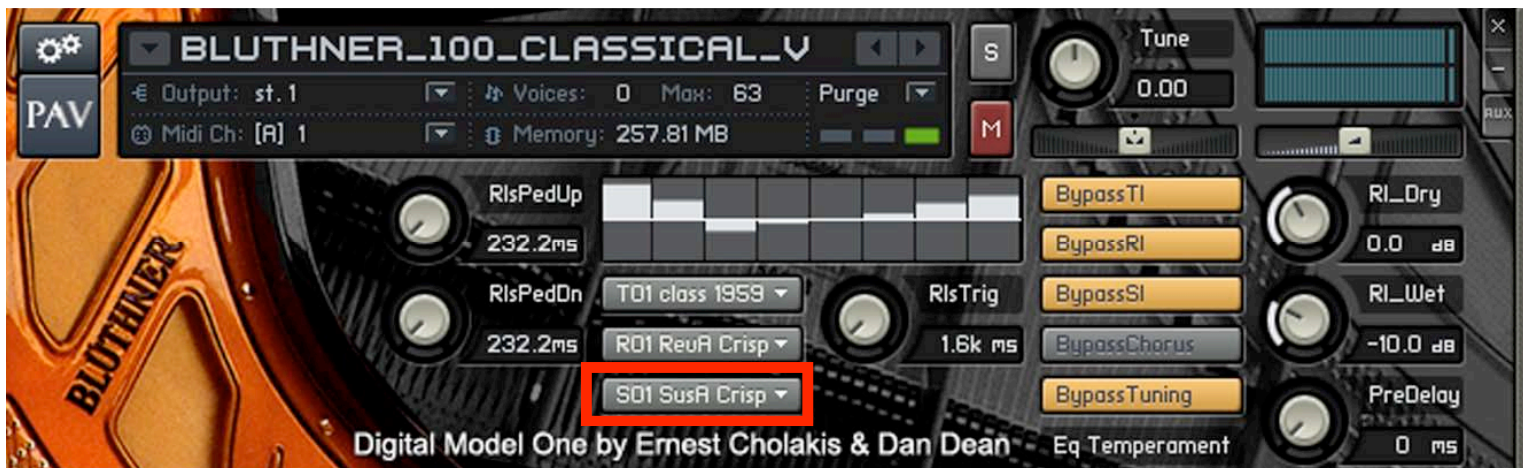 BLUTHNER_100_CLASSICAL_V
S
Tune
0.00
×
−
PAV
Output: st.1
Voices: 0 Max: 63
Purge
AUX
Midi Ch: [A] 1
Memory: 257.81 MB
M
RlsPedUp
232.2ms
BypassTI
RI_Dry
0.0 dB
BypassRI
RlsPedDn
232.2ms
T01 class 1959
RlsTrig
1.6k ms
BypassSI
RI_Wet
-10.0 dB
R01 RevA Crisp
BypassChorus
S01 SusA Crisp
BypassTuning
PreDelay
0 ms
BLUTHNER
Digital Model One by Ernest Cholakis & Dan Dean
Eq Temperament